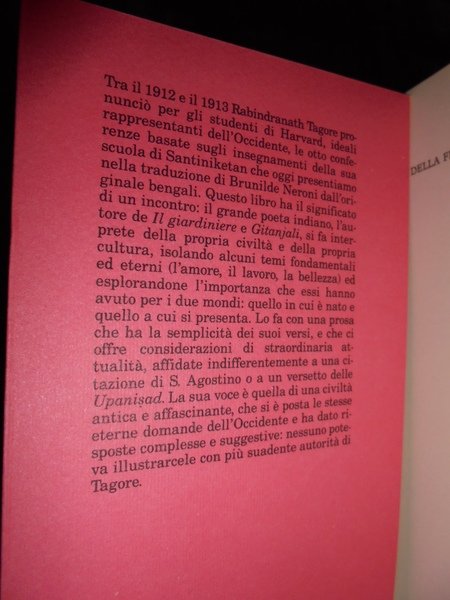 Tra il 1912 e il 1913 Rabindranath Tagore pro-
nunciò per gli studenti di Harvard, ideali
rappresentanti dell'Occidente, le otto confe-
renze basate sugli insegnamenti della sua
scuola di Santiniketan che oggi presentiamo
nella traduzione di Brunilde Neroni dall'ori-
ginale bengali. Questo libro ha il significato
di un incontro: il grande poeta indiano, l'au-
tore de Il giardiniere e Gitanjali, si fa inter-
prete della propria civiltà e della propria
cultura, isolando alcuni temi fondamentali
ed eterni (l'amore, il lavoro, la bellezza) ed
esplorandone l'importanza che essi hanno
avuto per i due mondi: quello in cui è nato e
quello a cui si presenta. Lo fa con una prosa
che ha la semplicità dei suoi versi, e che ci
offre considerazioni di straordinaria
attualità, affidate indifferentemente a una ci-
tazione di S. Agostino o a un versetto delle
Upaniṣad. La sua voce è quella di una civiltà
antica e affascinante, che si è posta le stesse
eterne domande dell'Occidente e ha dato ri-
sposte complesse e suggestive: nessuno pote-
va illustrarcele con più suadente autorità di
Tagore.
DELLA